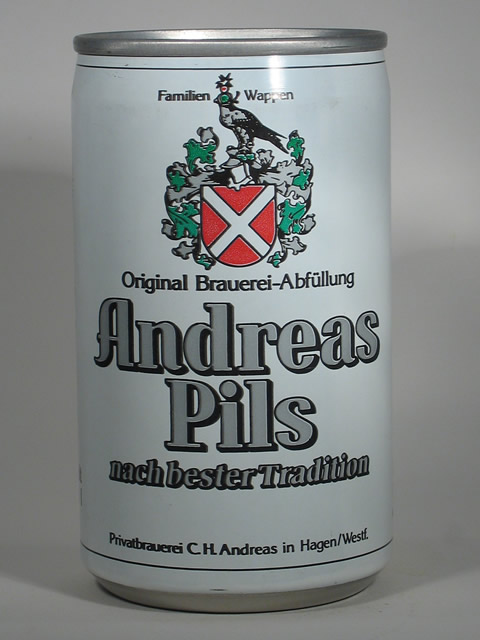 Familien Wappen
Original Brauerei-Abfüllung
Andreas
Pils
nach bester Tradition
Privatbrauerei C.H. Andreas in Hagen/Westf.